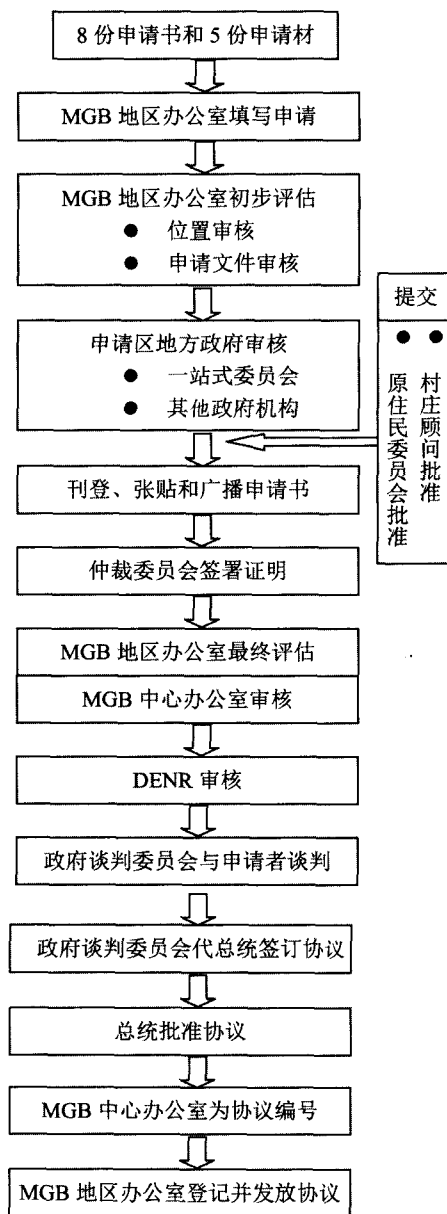 8 份申请书和 5 份申请材
MGB 地区办公室填写申请
MGB 地区办公室初步评估
● 位置审核
● 申请文件审核
申请区地方政府审核
● 一站式委员会
● 其他政府机构
提交
● 村庄顾问批准
● 原住民委员会批准
刊登、张贴和广播申请书
仲裁委员会签署证明
MGB 地区办公室最终评估
MGB 中心办公室审核
DENR 审核
政府谈判委员会与申请者谈判
政府谈判委员会代总统签订协议
总统批准协议
MGB 中心办公室为协议编号
MGB 地区办公室登记并发放协议